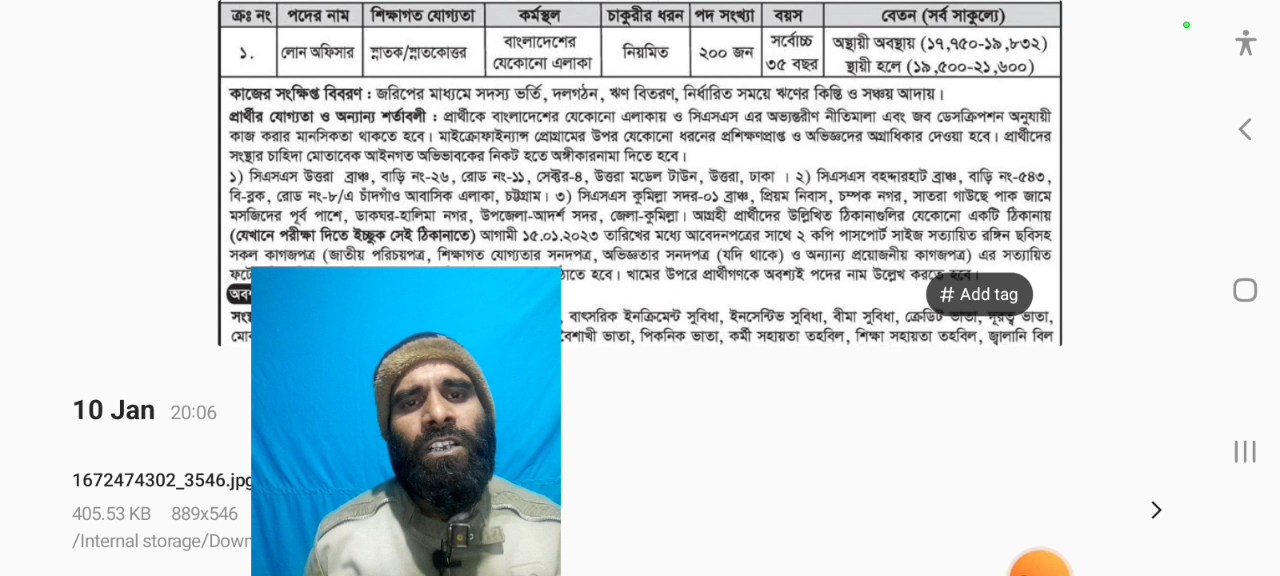 ক্রঃ নং পদের নাম শিক্ষাগত যোগ্যতা কর্মস্থল চাকুরীর ধরন পদ সংখ্যা বয়স বেতন (সর্ব সাকুল্যে)
১. লোন অফিসার স্নাতক/স্নাতকোত্তর বাংলাদেশের যেকোনো এলাকা নিয়মিত ২০০ জন সর্বোচ্চ ৩৫ বছর অস্থায়ী অবস্থায় (১৭,৭৫০-১৯,৮৩২)
স্থায়ী হলে (১৯,৫০০-২১,৬০০)
কাজের সংক্ষিপ্ত বিবরণ : জরিপের মাধ্যমে সদস্য ভর্তি, দলগঠন, ঋণ বিতরণ, নির্ধারিত সময়ে ঋণের কিস্তি ও সঞ্চয় আদায়।
প্রার্থীর যোগ্যতা ও অন্যান্য শর্তাবলী : প্রার্থীকে বাংলাদেশের যেকোনো এলাকায় ও সিএসএস এর অভ্যন্তরীণ নীতিমালা এবং জব ডেসক্রিপশন অনুযায়ী
কাজ করার মানসিকতা থাকতে হবে। মাইক্রোফাইন্যান্স প্রোগ্রামের উপর যেকোনো ধরনের প্রশিক্ষণপ্রাপ্ত ও অভিজ্ঞদের অগ্রাধিকার দেওয়া হবে। প্রার্থীদের
সংস্থার চাহিদা মোতাবেক আইনগত অভিভাবকের নিকট হতে অঙ্গীকারনামা দিতে হবে।
১) সিএসএস উত্তরা ব্রাঞ্চ, বাড়ি নং-২৬, রোড নং-১১, সেক্টর-৪, উত্তরা মডেল টাউন, উত্তরা, ঢাকা । ২) সিএসএস বহদ্দারহাট ব্রাঞ্চ, বাড়ি নং-৫৪৩,
বি-ব্লক, রোড নং-৮/এ চাঁদগাঁও আবাসিক এলাকা, চট্টগ্রাম। ৩) সিএসএস কুমিল্লা সদর-০১ ব্রাঞ্চ, প্রিয়ম নিবাস, চম্পক নগর, সাতরা গাউছে পাক জামে
মসজিদের পূর্ব পাশে, ডাকঘর-হালিমা নগর, উপজেলা-আদর্শ সদর, জেলা-কুমিল্লা। আগ্রহী প্রার্থীদের উল্লিখিত ঠিকানাগুলির যেকোনো একটি ঠিকানায়
(যেখানে পরীক্ষা দিতে ইচ্ছুক সেই ঠিকানাতে) আগামী ১৫.০১.২০২৩ তারিখের মধ্যে আবেদনপত্রের সাথে ২ কপি পাসপোর্ট সাইজ সত্যায়িত রঙ্গিন ছবিসহ
সকল কাগজপত্র (জাতীয় পরিচয়পত্র, শিক্ষাগত যোগ্যতার সনদপত্র, অভিজ্ঞতার সনদপত্র (যদি থাকে) ও অন্যান্য প্রয়োজনীয় কাগজপত্র) এর সত্যায়িত
হবে। খামের উপরে প্রার্থীগণকে অবশ্যই পদের নাম উল্লেখ করতে হবে।
# Add tag
বাৎসরিক ইনক্রিমেন্ট সুবিধা, ইনসেন্টিভ সুবিধা, বীমা সুবিধা, ক্রেডিট ভাতা, দূরত্ব ভাতা,
বৈশাখী ভাতা, পিকনিক ভাতা, কর্মী সহায়তা তহবিল, শিক্ষা সহায়তা তহবিল, জ্বালানি বিল
10 Jan 20:06
1672474302_3546.jpg
405.53 KB 889x546
/Internal storage/Down